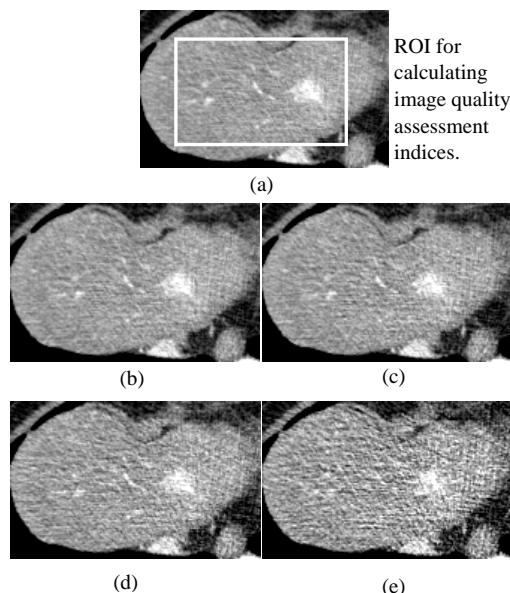 ROI for
calculating
image quality
assessment
indices.
(a)
(b)
(c)
(d)
(e)